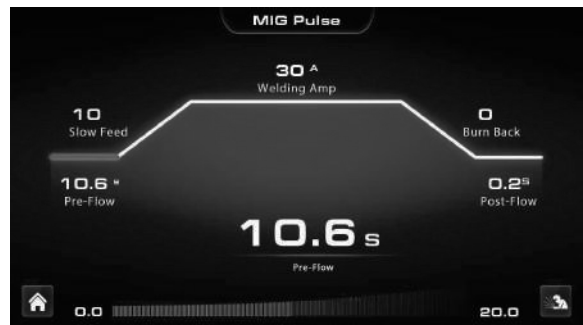 MIG Pulse
30 A
Welding Amp
10
Slow Feed
0
Burn Back
10.6 s
Pre-Flow
0.2 S
Post-Flow
10.6 s
Pre-Flow
0.0
20.0